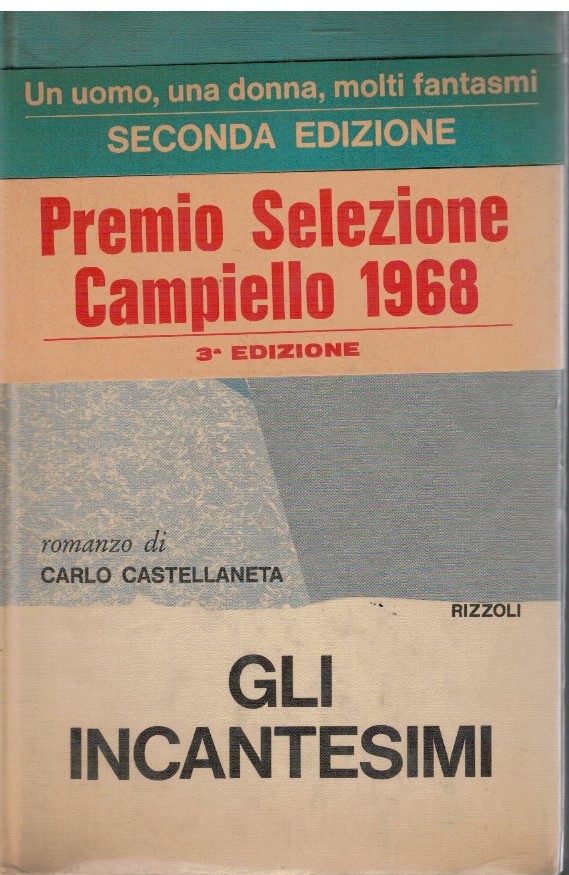 Un uomo, una donna, molti fantasmi
SECONDA EDIZIONE
Premio Selezione
Campiello 1968
3ª EDIZIONE
romanzo di
CARLO CASTELLANETA
RIZZOLI
GLI
INCANTESIMI